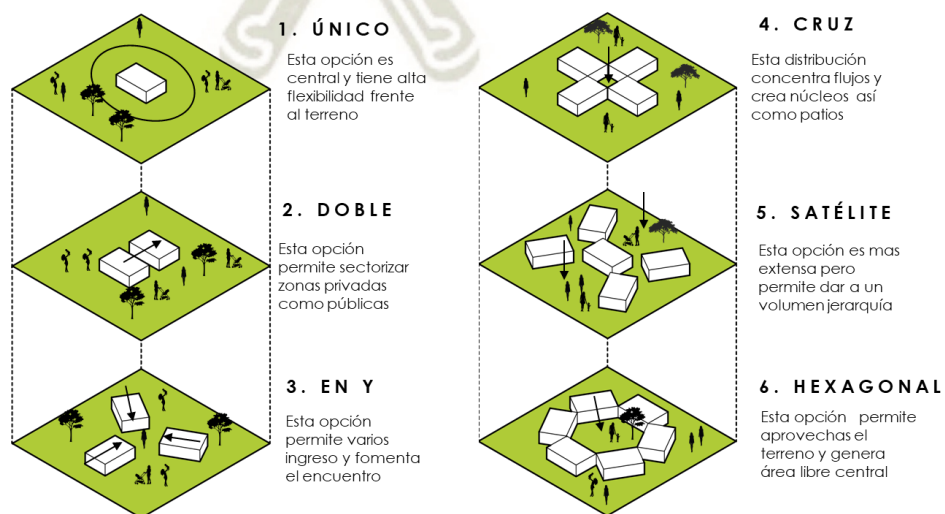 1. ÚNICO
Esta opción es
central y tiene alta
flexibilidad frente
al terreno
2. DOBLE
Esta opción
permite sectorizar
zonas privadas
como públicas
3. EN Y
Esta opción
permite varios
ingreso y fomenta
el encuentro
4. CRUZ
Esta distribución
concentra flujos y
crea núcleos así
como patios
5. SATÉLITE
Esta opción es mas
extensa pero
permite dar a un
volumen jerarquía
6. HEXAGONAL
Esta opción permite
aprovechas el
terreno y genera
área libre central